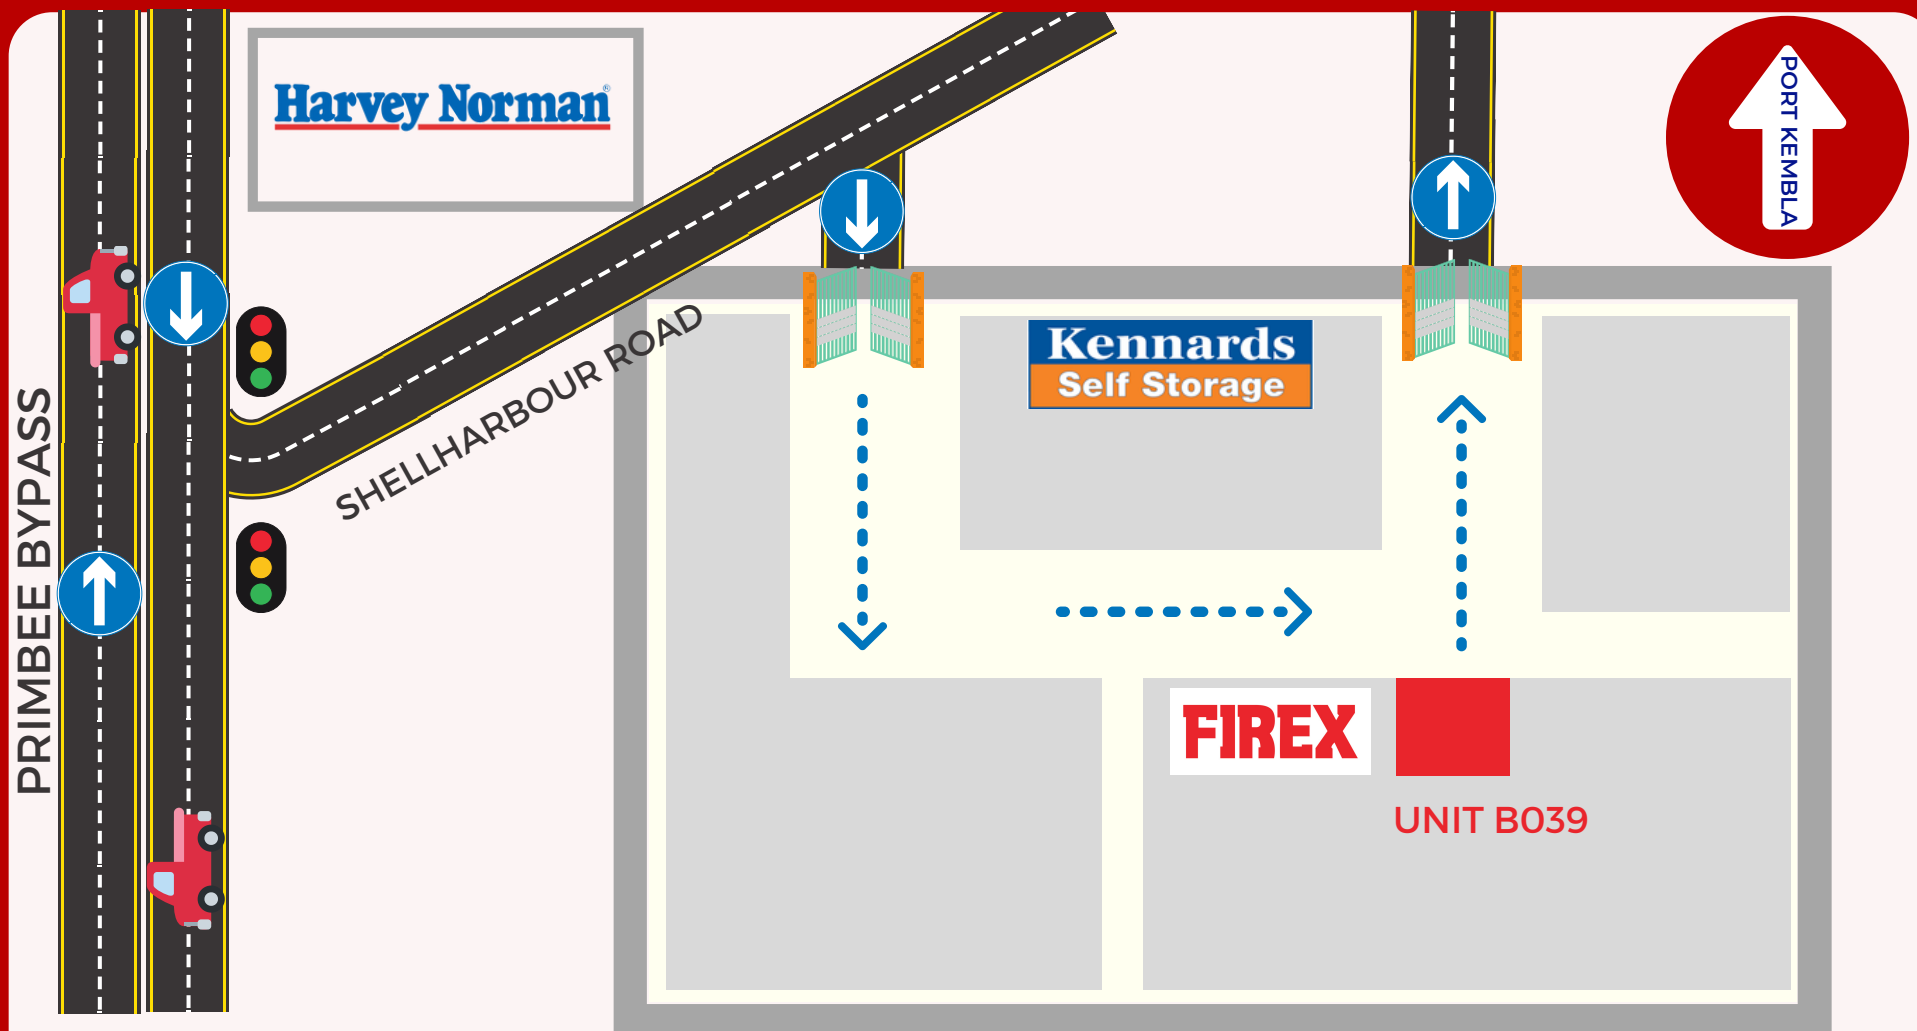 Harvey Norman®
PORT KEMBLA
SHELLHARBOUR ROAD
Kennards
Self Storage
PRIMBEE BYPASS
FIREX
UNIT B039